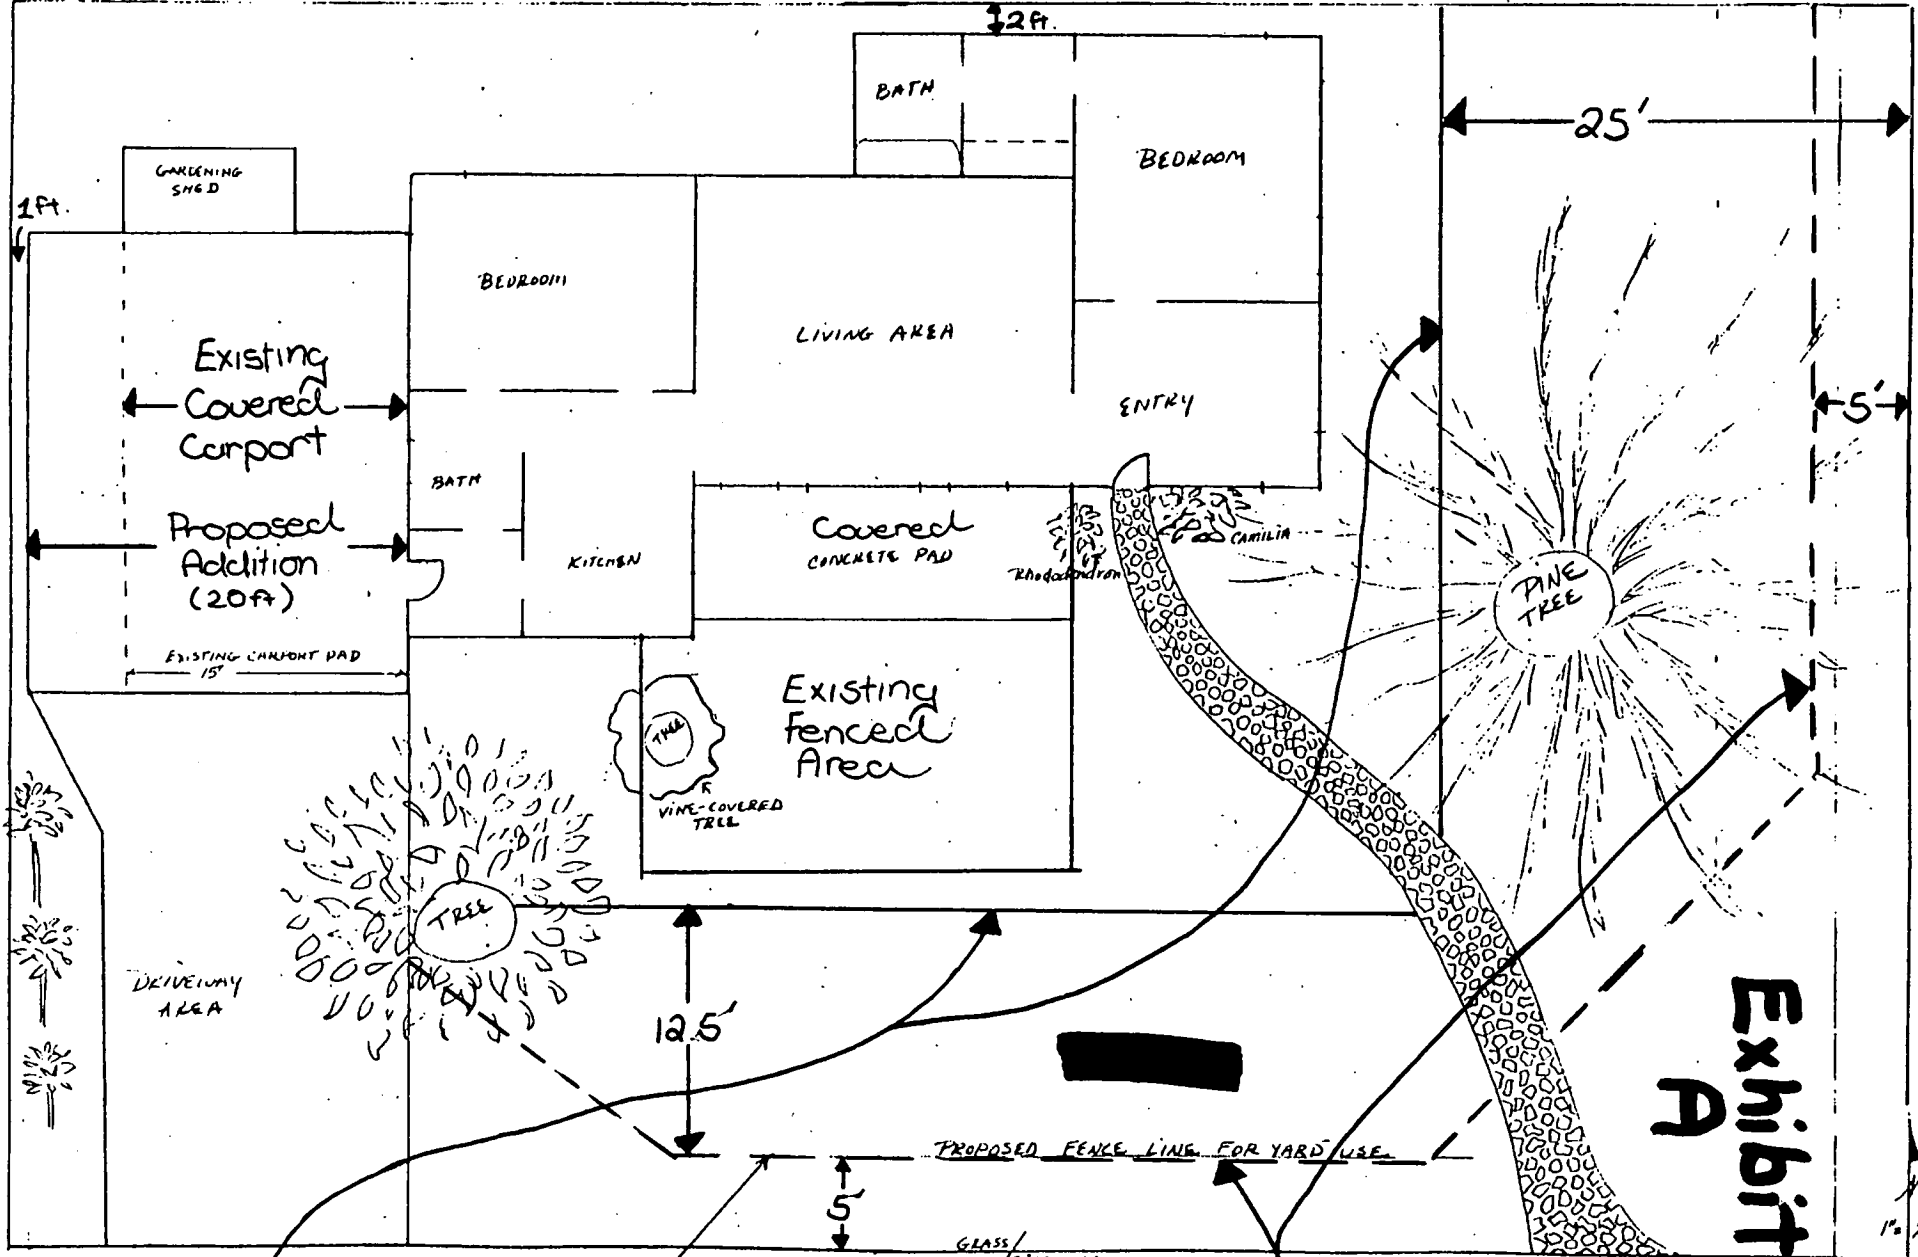 2ft.
BATH
25'
BEDROOM
GARDENING
SHED
1ft.
BEDROOM
LIVING AREA
Existing
Covered
Carport
5'
ENTRY
BATH
Proposed
Addition
(20ft)
Covered
CONCRETE PAD
KITCHEN
CAMILIA
Rhododendron
PINE
TREE
EXISTING CARPORT PAD
15'
Existing
Fenced
Area
TREE
VINE-COVERED
TREE
TREE
DRIVEWAY
AREA
12.5'
PROPOSED FENCE LINE FOR YARD USE
5'
GLASS/
Exhibit
A
1"=